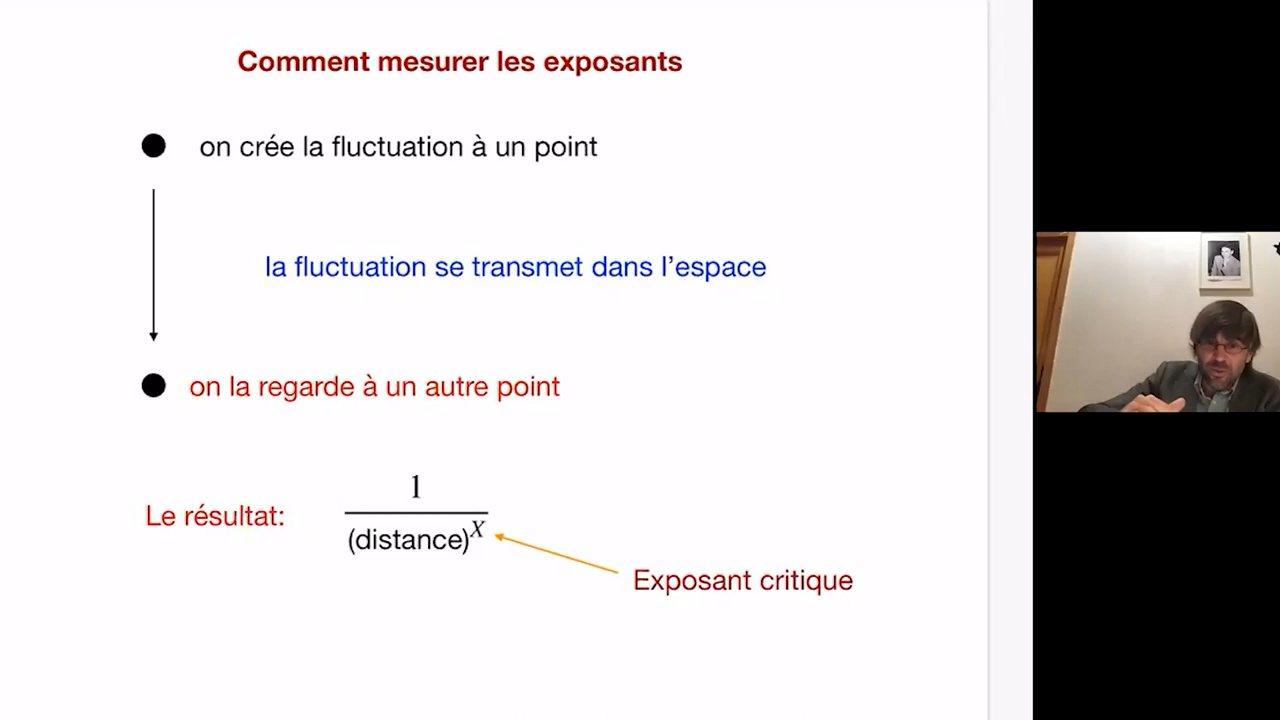 Comment mesurer les exposants
on crée la fluctuation à un point
la fluctuation se transmet dans l’espace
on la regarde à un autre point
Le résultat:
1
(distance)^X
Exposant critique